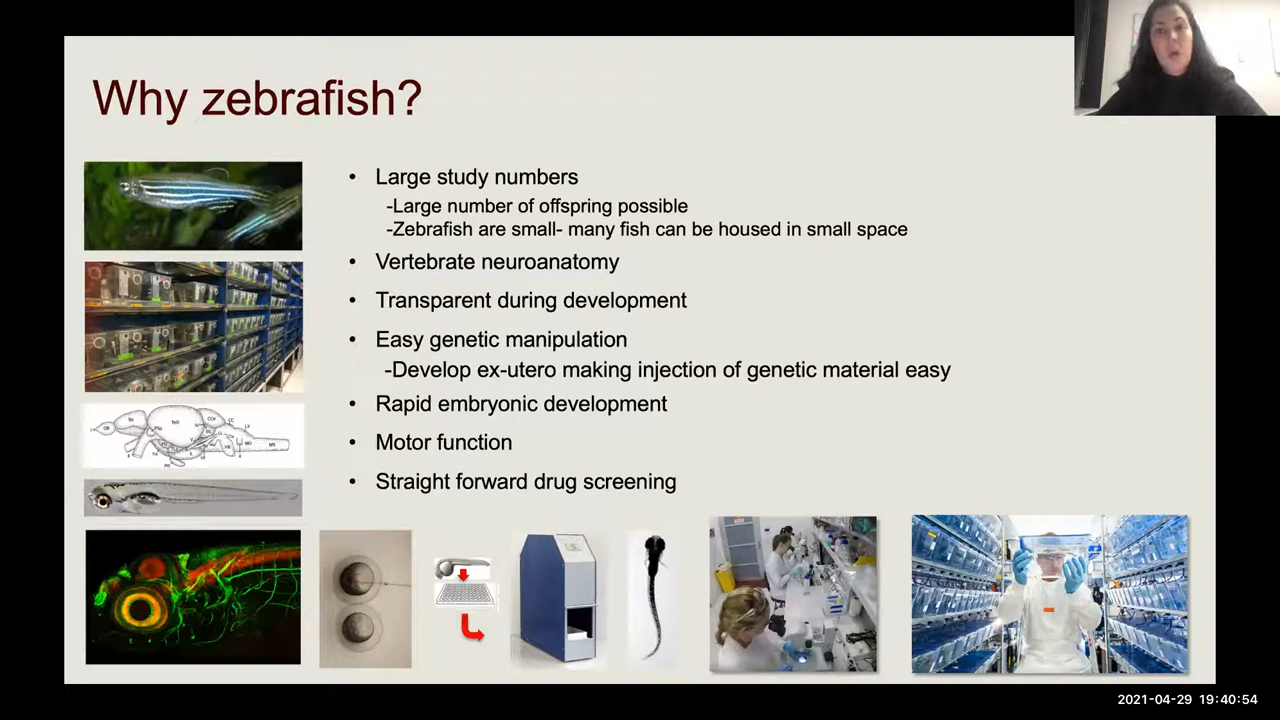 Why zebrafish?
• Large study numbers
-Large number of offspring possible
-Zebrafish are small- many fish can be housed in small space
• Vertebrate neuroanatomy
• Transparent during development
• Easy genetic manipulation
-Develop ex-utero making injection of genetic material easy
• Rapid embryonic development
• Motor function
• Straight forward drug screening
2021-04-29 19:40:54